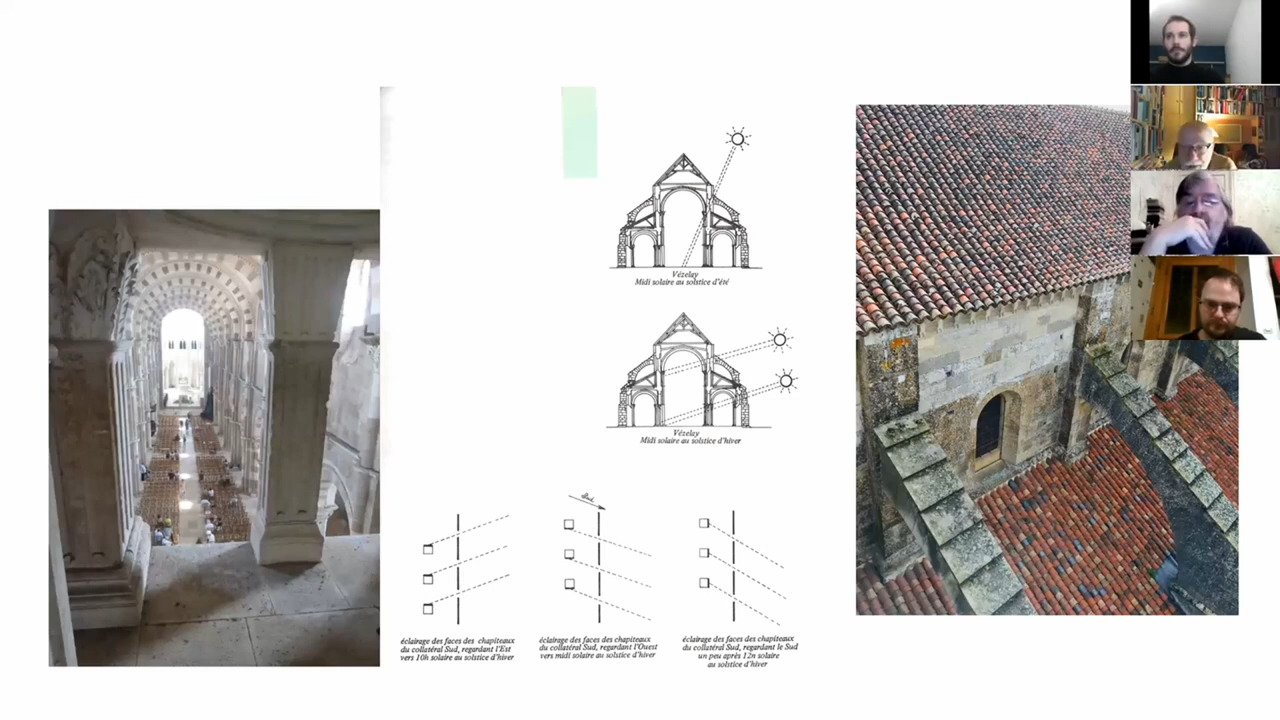 Vézelay
Midi solaire au solstice d'été
Vézelay
Midi solaire au solstice d'hiver
éclairage des faces des chapiteaux
du collatéral Sud, regardant l'Est
vers 10h solaire au solstice d'hiver
éclairage des faces des chapiteaux
du collatéral Sud, regardant l'Ouest
vers midi solaire au solstice d'hiver
éclairage des faces des chapiteaux
du collatéral Sud, regardant le Sud
un peu après 12h solaire
au solstice d'hiver